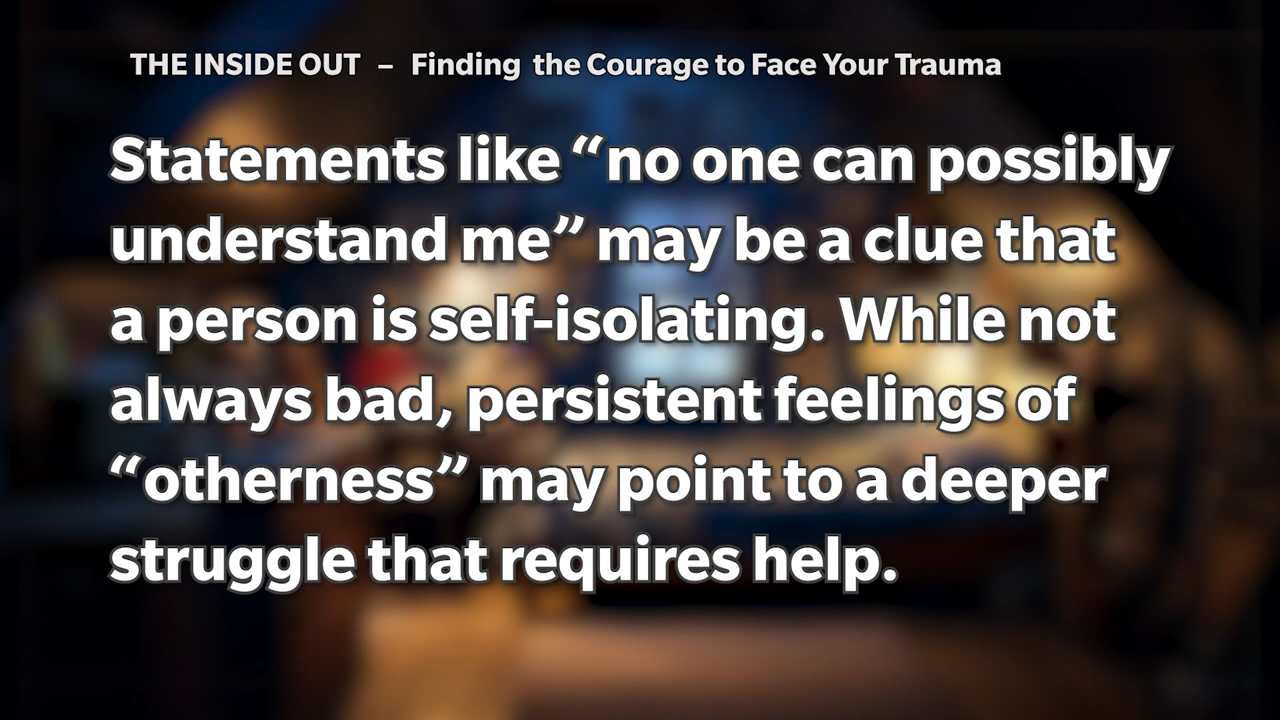 THE INSIDE OUT – Finding the Courage to Face Your Trauma
Statements like “no one can possibly
understand me” may be a clue that
a person is self-isolating. While not
always bad, persistent feelings of
“otherness” may point to a deeper
struggle that requires help.